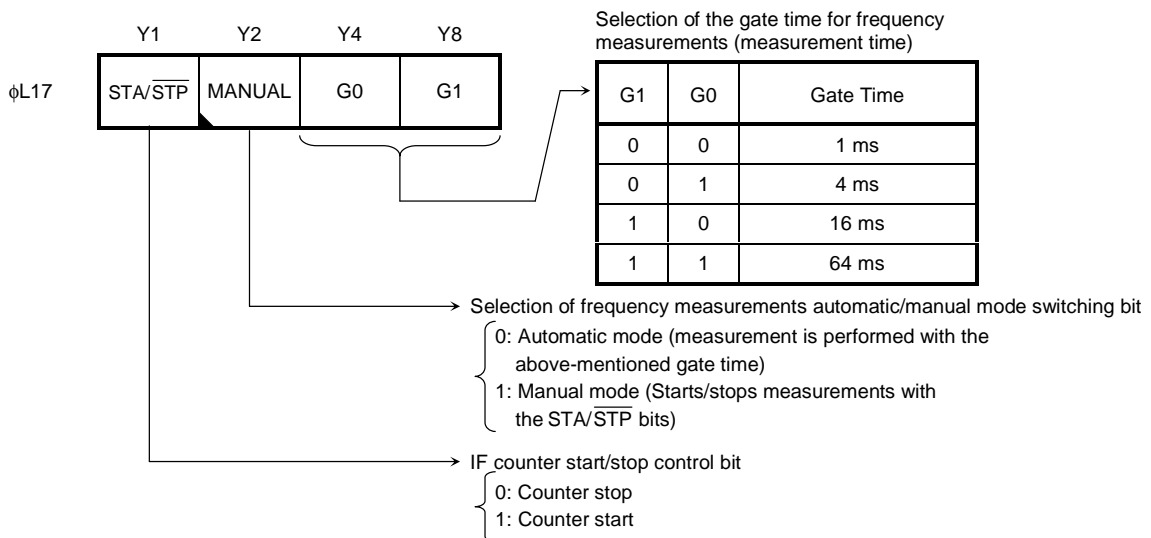 Selection of the gate time for frequency
measurements (measurement time)
Y1 Y2 Y4 Y8
ϕL17 STA/S̅T̅P̅ MANUAL G0 G1
G1 G0 Gate Time
0 0 1 ms
0 1 4 ms
1 0 16 ms
1 1 64 ms
Selection of frequency measurements automatic/manual mode switching bit
0: Automatic mode (measurement is performed with the
above-mentioned gate time)
1: Manual mode (Starts/stops measurements with
the STA/S̅T̅P̅ bits)
IF counter start/stop control bit
0: Counter stop
1: Counter start